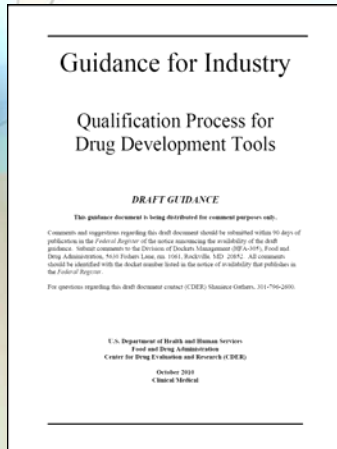 Guidance for Industry
Qualification Process for
Drug Development Tools
DRAFT GUIDANCE
This guidance document is being distributed for comment purposes only.
Comments and suggestions regarding this draft document should be submitted within 90 days of
publication in the Federal Register of the notice announcing the availability of the draft
guidance. Submit comments to the Division of Dockets Management (HFA-305), Food and
Drug Administration, 5630 Fishers Lane, rm. 1061, Rockville, MD 20852. All comments
should be identified with the docket number listed in the notice of availability that publishes in
the Federal Register.
For questions regarding this draft document contact (CDER) Shaniece Gathers, 301-796-2600.
U.S. Department of Health and Human Services
Food and Drug Administration
Center for Drug Evaluation and Research (CDER)
October 2010
Clinical Medical